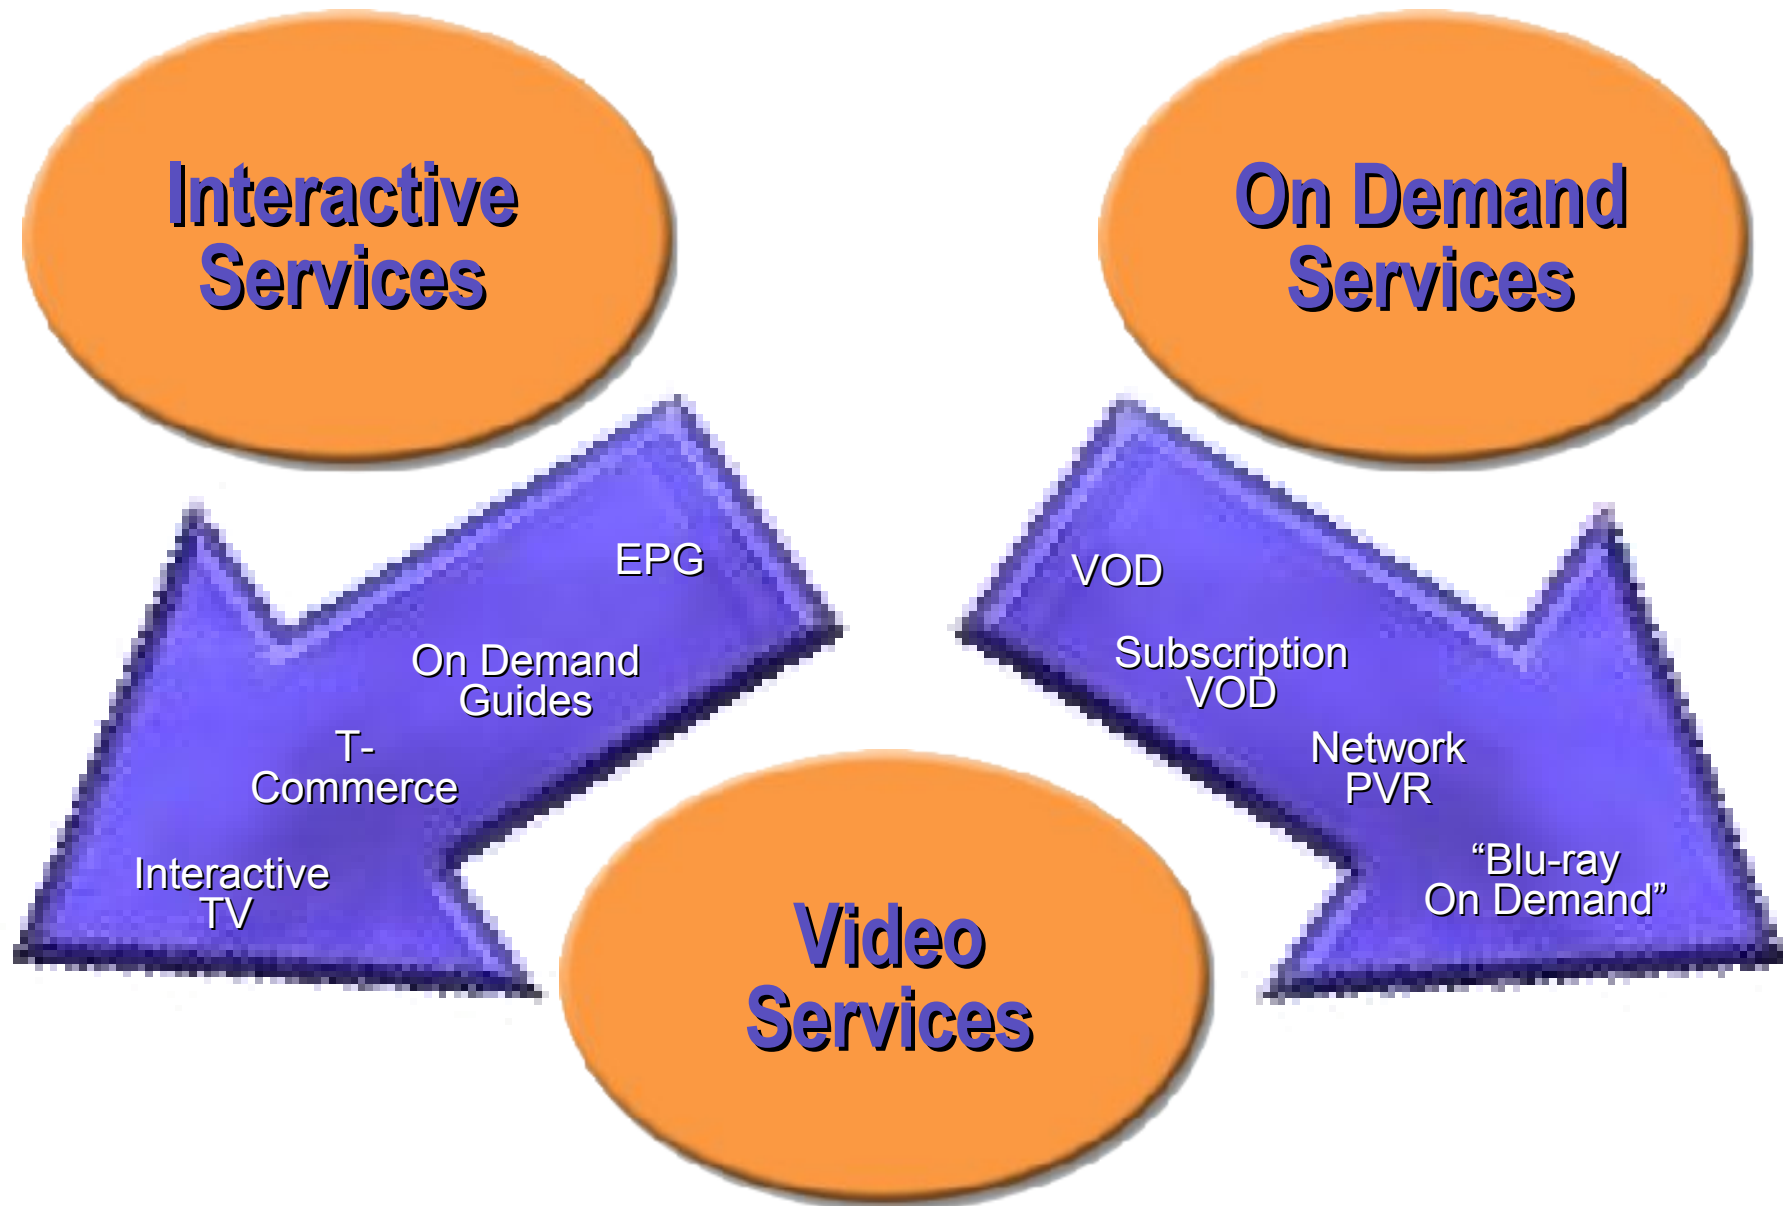 Interactive
Services
On Demand
Services
EPG
On Demand
Guides
T-
Commerce
Interactive
TV
VOD
Subscription
VOD
Network
PVR
“Blu-ray
On Demand”
Video
Services